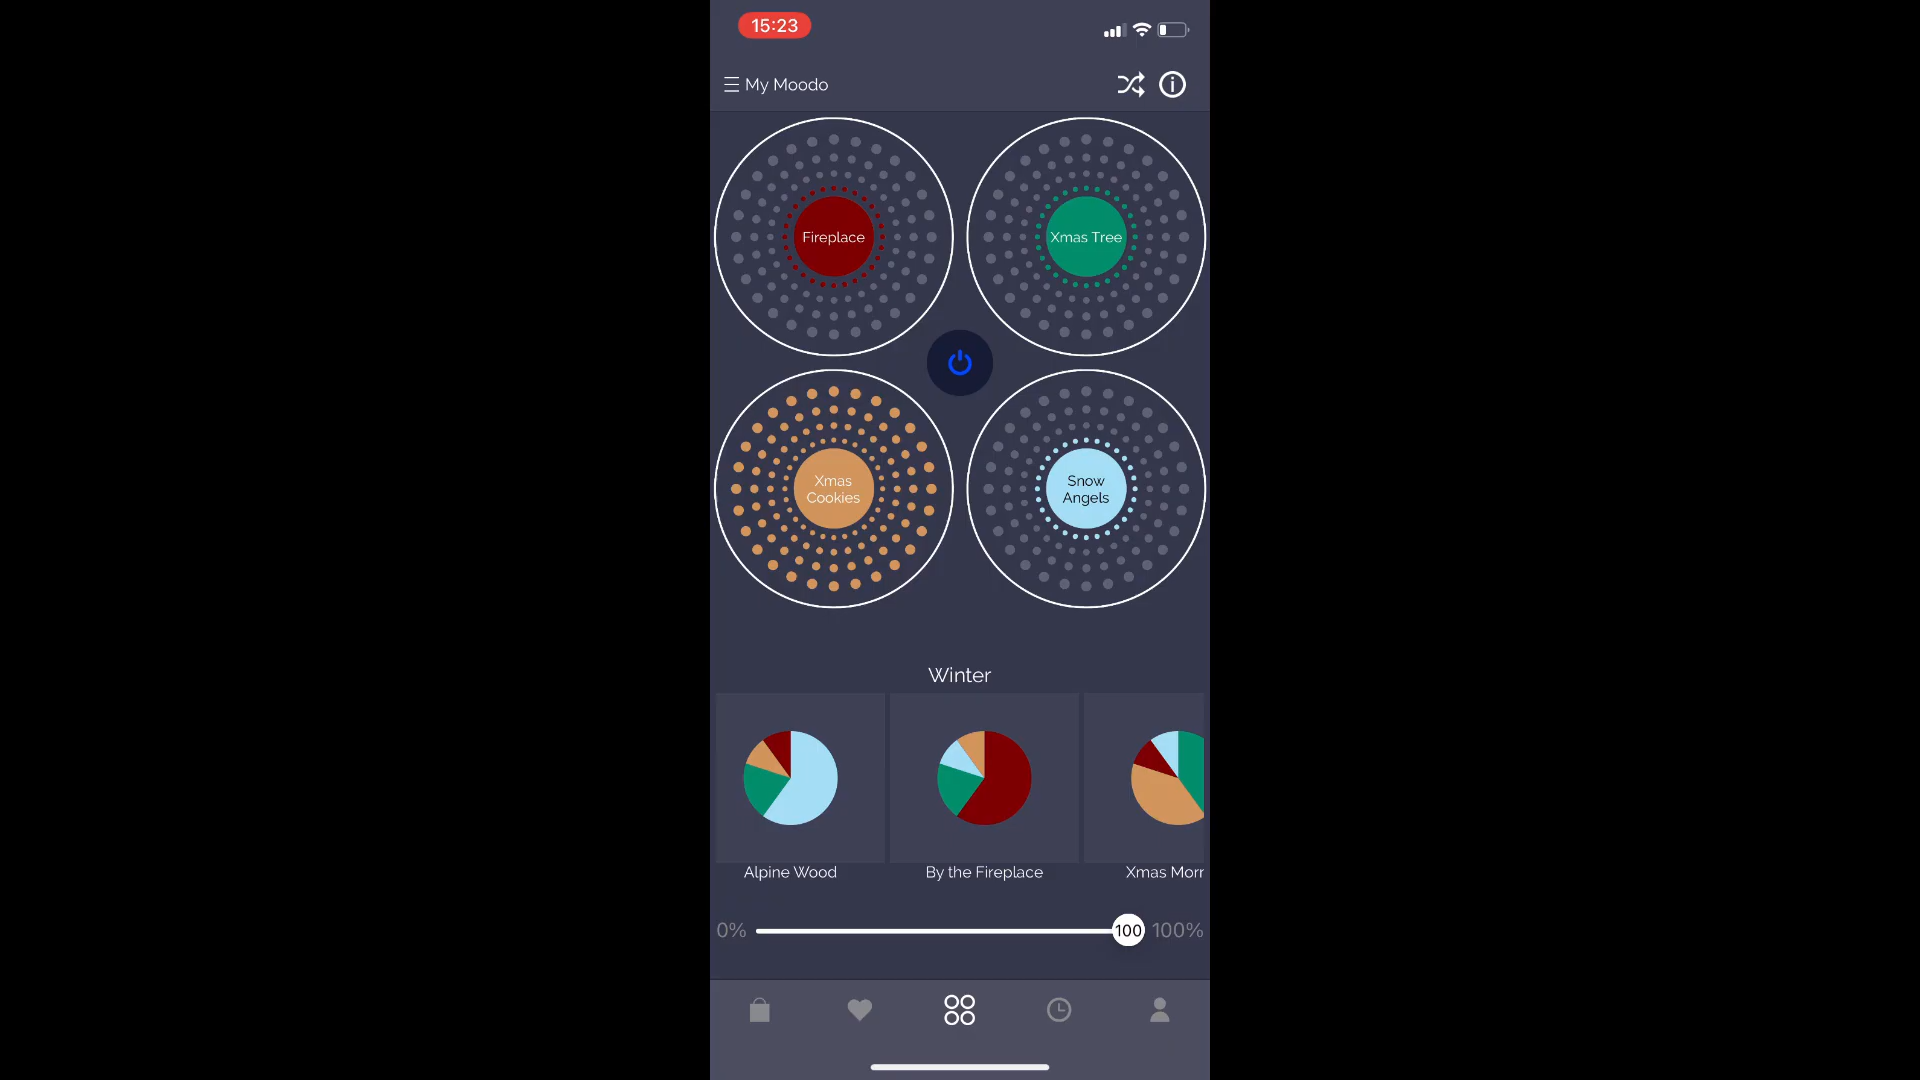 15:23
My Moodo
Fireplace
Xmas Tree
Xmas
Cookies
Snow
Angels
Winter
Alpine Wood
By the Fireplace
Xmas Morr
0%
100
100%